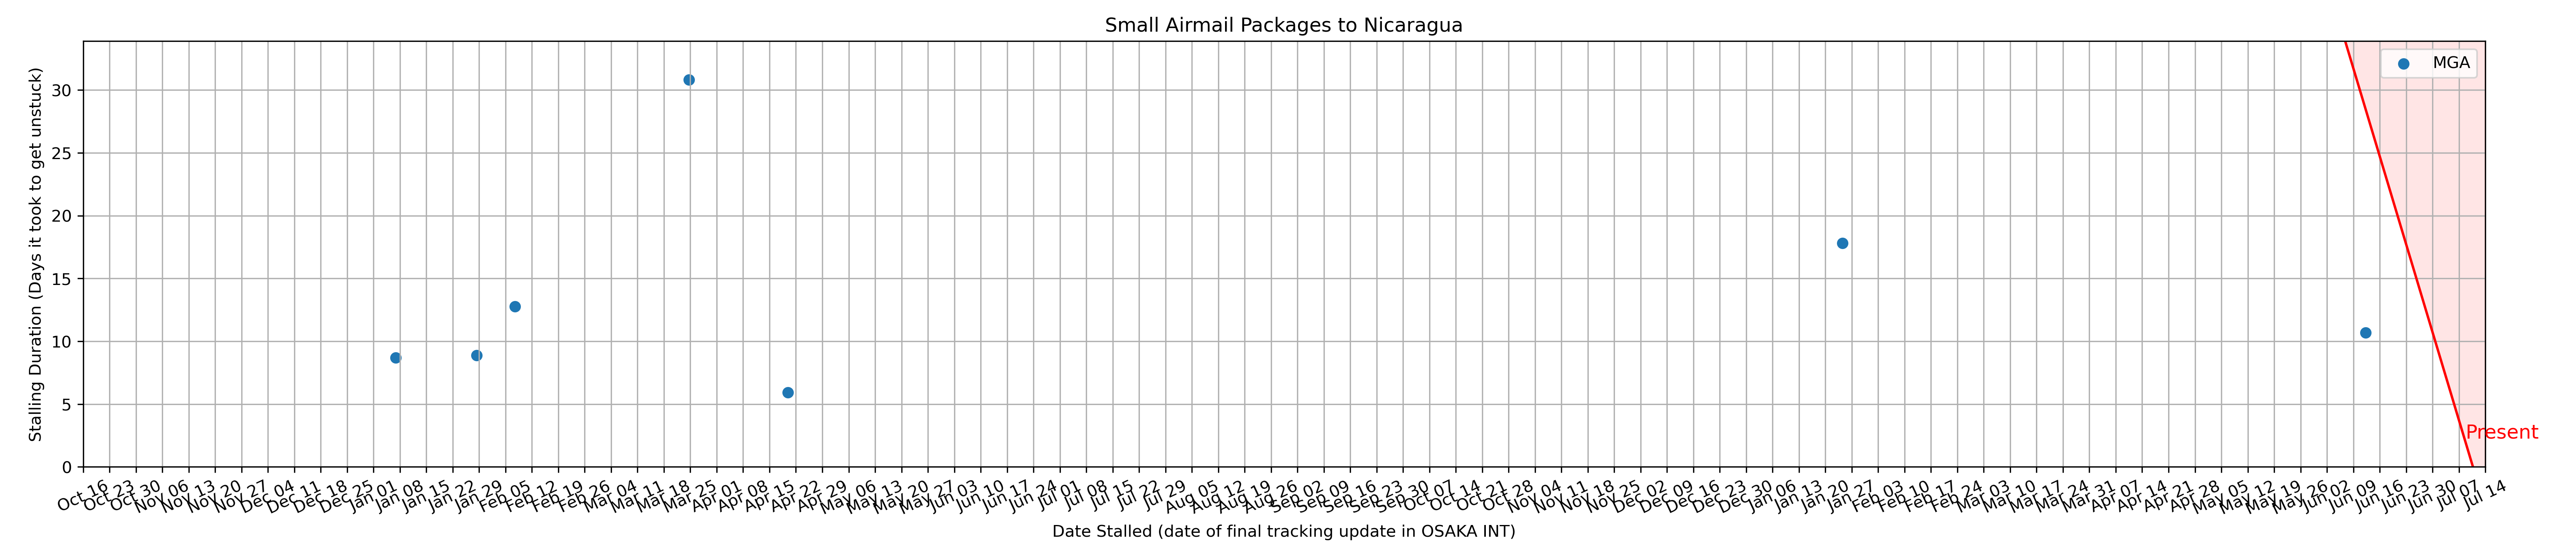 Small Airmail Packages to Nicaragua
MGA
Stalling Duration (Days it took to get unstuck)
30
25
20
15
10
5
0
Present
Oct 16 Oct 23 Oct 30 Nov 06 Nov 13 Nov 20 Nov 27 Dec 04 Dec 11 Dec 18 Dec 25 Jan 01 Jan 08 Jan 15 Jan 22 Jan 29 Feb 05 Feb 12 Feb 19 Feb 26 Mar 04 Mar 11 Mar 18 Mar 25 Apr 01 Apr 08 Apr 15 Apr 22 Apr 29 May 06 May 13 May 20 May 27 Jun 03 Jun 10 Jun 17 Jun 24 Jul 01 Jul 08 Jul 15 Jul 22 Jul 29 Aug 05 Aug 12 Aug 19 Aug 26 Sep 02 Sep 09 Sep 16 Sep 23 Sep 30 Oct 07 Oct 14 Oct 21 Oct 28 Nov 04 Nov 11 Nov 18 Nov 25 Dec 02 Dec 09 Dec 16 Dec 23 Dec 30 Jan 06 Jan 13 Jan 20 Jan 27 Feb 03 Feb 10 Feb 17 Feb 24 Mar 03 Mar 10 Mar 17 Mar 24 Mar 31 Apr 07 Apr 14 Apr 21 Apr 28 May 05 May 12 May 19 May 26 Jun 02 Jun 09 Jun 16 Jun 23 Jun 30 Jul 07 Jul 14
Date Stalled (date of final tracking update in OSAKA INT)